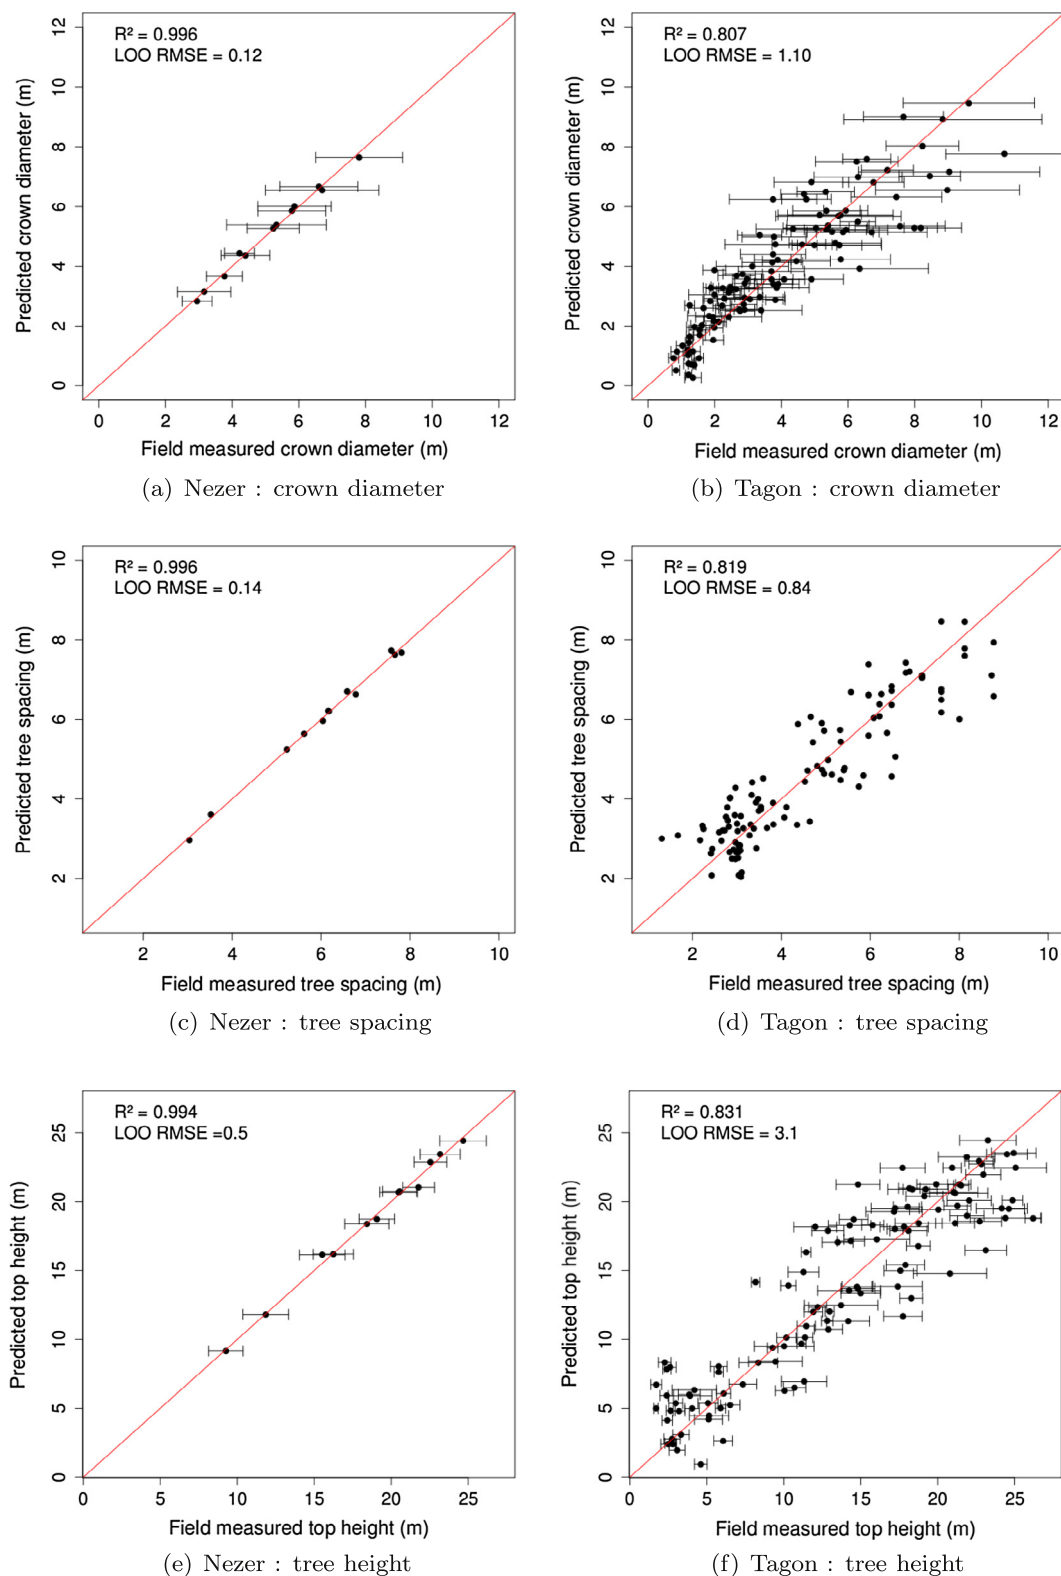 R² = 0.996
LOO RMSE = 0.12
Predicted crown diameter (m)
0 2 4 6 8 10 12
0 2 4 6 8 10 12
Field measured crown diameter (m)
(a) Nezer : crown diameter
R² = 0.807
LOO RMSE = 1.10
Predicted crown diameter (m)
0 2 4 6 8 10 12
0 2 4 6 8 10 12
Field measured crown diameter (m)
(b) Tagon : crown diameter
R² = 0.996
LOO RMSE = 0.14
Predicted tree spacing (m)
2 4 6 8 10
2 4 6 8 10
Field measured tree spacing (m)
(c) Nezer : tree spacing
R² = 0.819
LOO RMSE = 0.84
Predicted tree spacing (m)
2 4 6 8 10
2 4 6 8 10
Field measured tree spacing (m)
(d) Tagon : tree spacing
R² = 0.994
LOO RMSE =0.5
Predicted top height (m)
0 5 10 15 20 25
0 5 10 15 20 25
Field measured top height (m)
(e) Nezer : tree height
R² = 0.831
LOO RMSE = 3.1
Predicted top height (m)
0 5 10 15 20 25
0 5 10 15 20 25
Field measured top height (m)
(f) Tagon : tree height